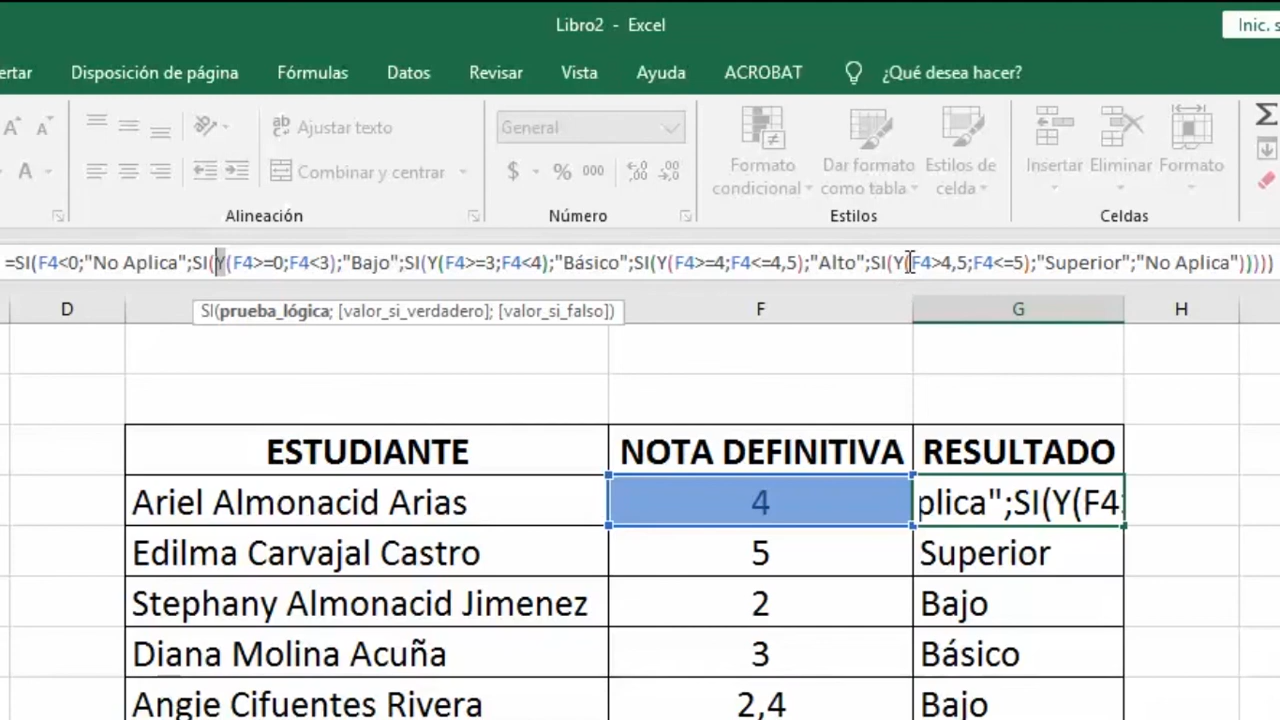 Libro2 - Excel
Inic. s
ertar Disposición de página Fórmulas Datos Revisar Vista Ayuda ACROBAT ¿Qué desea hacer?
A A ab Ajustar texto General Σ
A Combinar y centrar $ % 000 ,00 ,00
Formato condicional
Dar formato como tabla
Estilos de celda
Insertar Eliminar Formato
Alineación Número Estilos Celdas
=SI(F4<0;"No Aplica";SI(Y(F4>=0;F4<3);"Bajo";SI(Y(F4>=3;F4<4);"Básico";SI(Y(F4>=4;F4<=4,5);"Alto";SI(Y(F4>4,5;F4<=5);"Superior";"No Aplica")))))
D F G H
SI(prueba_lógica; [valor_si_verdadero]; [valor_si_falso])
ESTUDIANTE NOTA DEFINITIVA RESULTADO
Ariel Almonacid Arias 4 plica";SI(Y(F4
Edilma Carvajal Castro 5 Superior
Stephany Almonacid Jimenez 2 Bajo
Diana Molina Acuña 3 Básico
Angie Cifuentes Rivera 2,4 Bajo